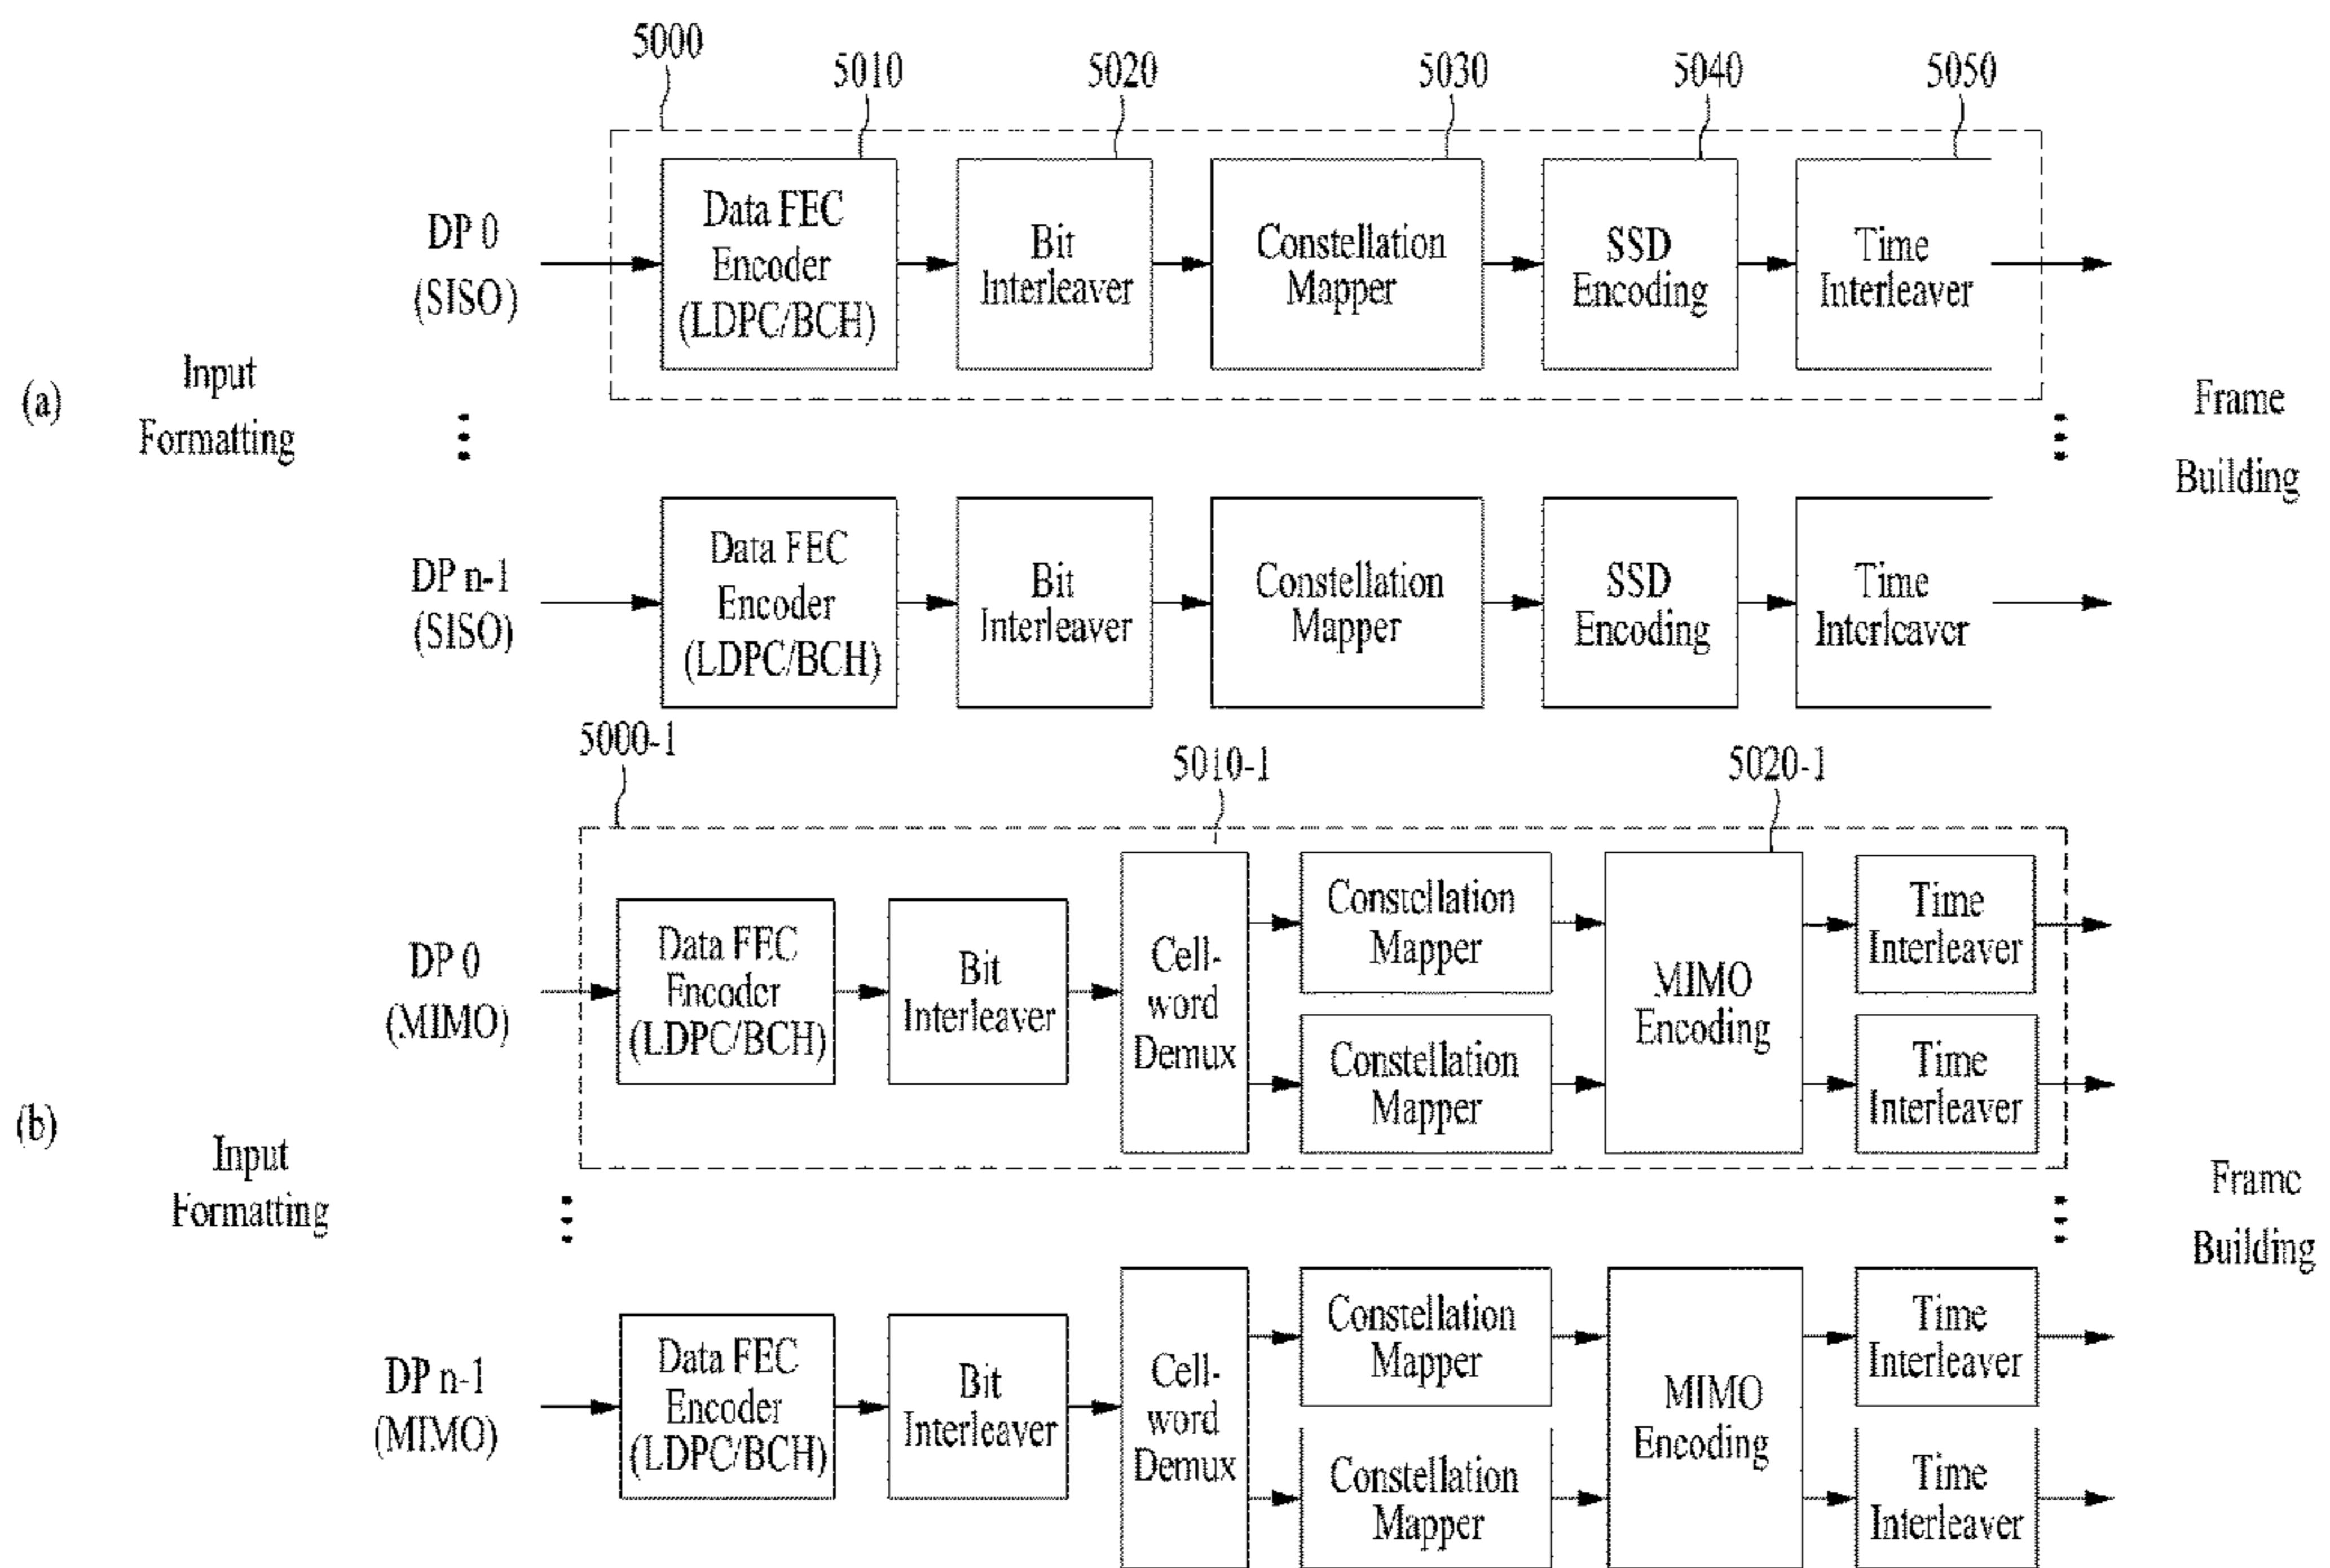 5000
5010
5020
5030
5040
5050
DP 0
(SISO)
Data FEC
Encoder
(LDPC/BCH)
Bit
Interleaver
Constellation
Mapper
SSD
Encoding
Time
Interleaver
(a)
Input
Formatting
Frame
Building
DP n-1
(SISO)
Data FEC
Encoder
(LDPC/BCH)
Bit
Interleaver
Constellation
Mapper
SSD
Encoding
Time
Interleaver
5000-1
5010-1
5020-1
DP 0
(MIMO)
Data FEC
Encoder
(LDPC/BCH)
Bit
Interleaver
Cell-
word
Demux
Constellation
Mapper
Constellation
Mapper
MIMO
Encoding
Time
Interleaver
Time
Interleaver
(b)
Input
Formatting
Frame
Building
DP n-1
(MIMO)
Data FEC
Encoder
(LDPC/BCH)
Bit
Interleaver
Cell-
word
Demux
Constellation
Mapper
Constellation
Mapper
MIMO
Encoding
Time
Interleaver
Time
Interleaver